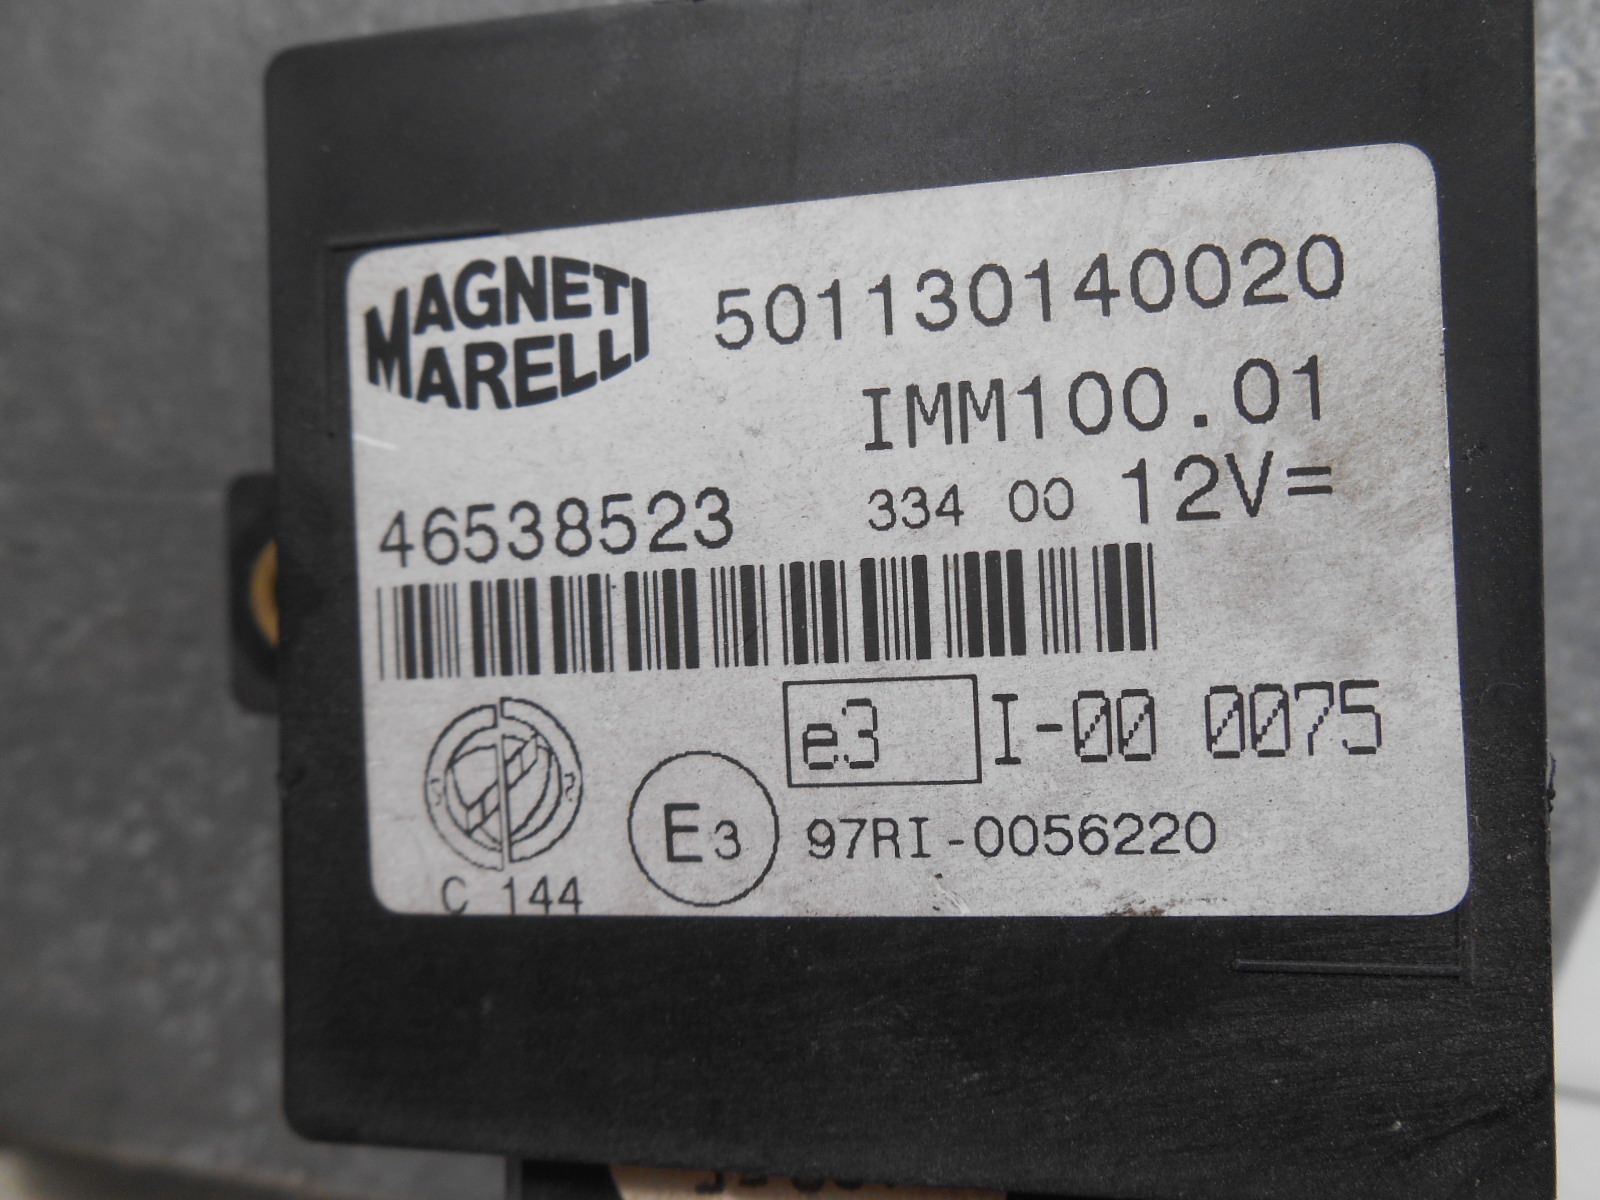 MAGNETI MARELLI
501130140020
IMM100.01
46538523 334 00 12V=
e3 I-00 0075
E3 97RI-0056220
C 144